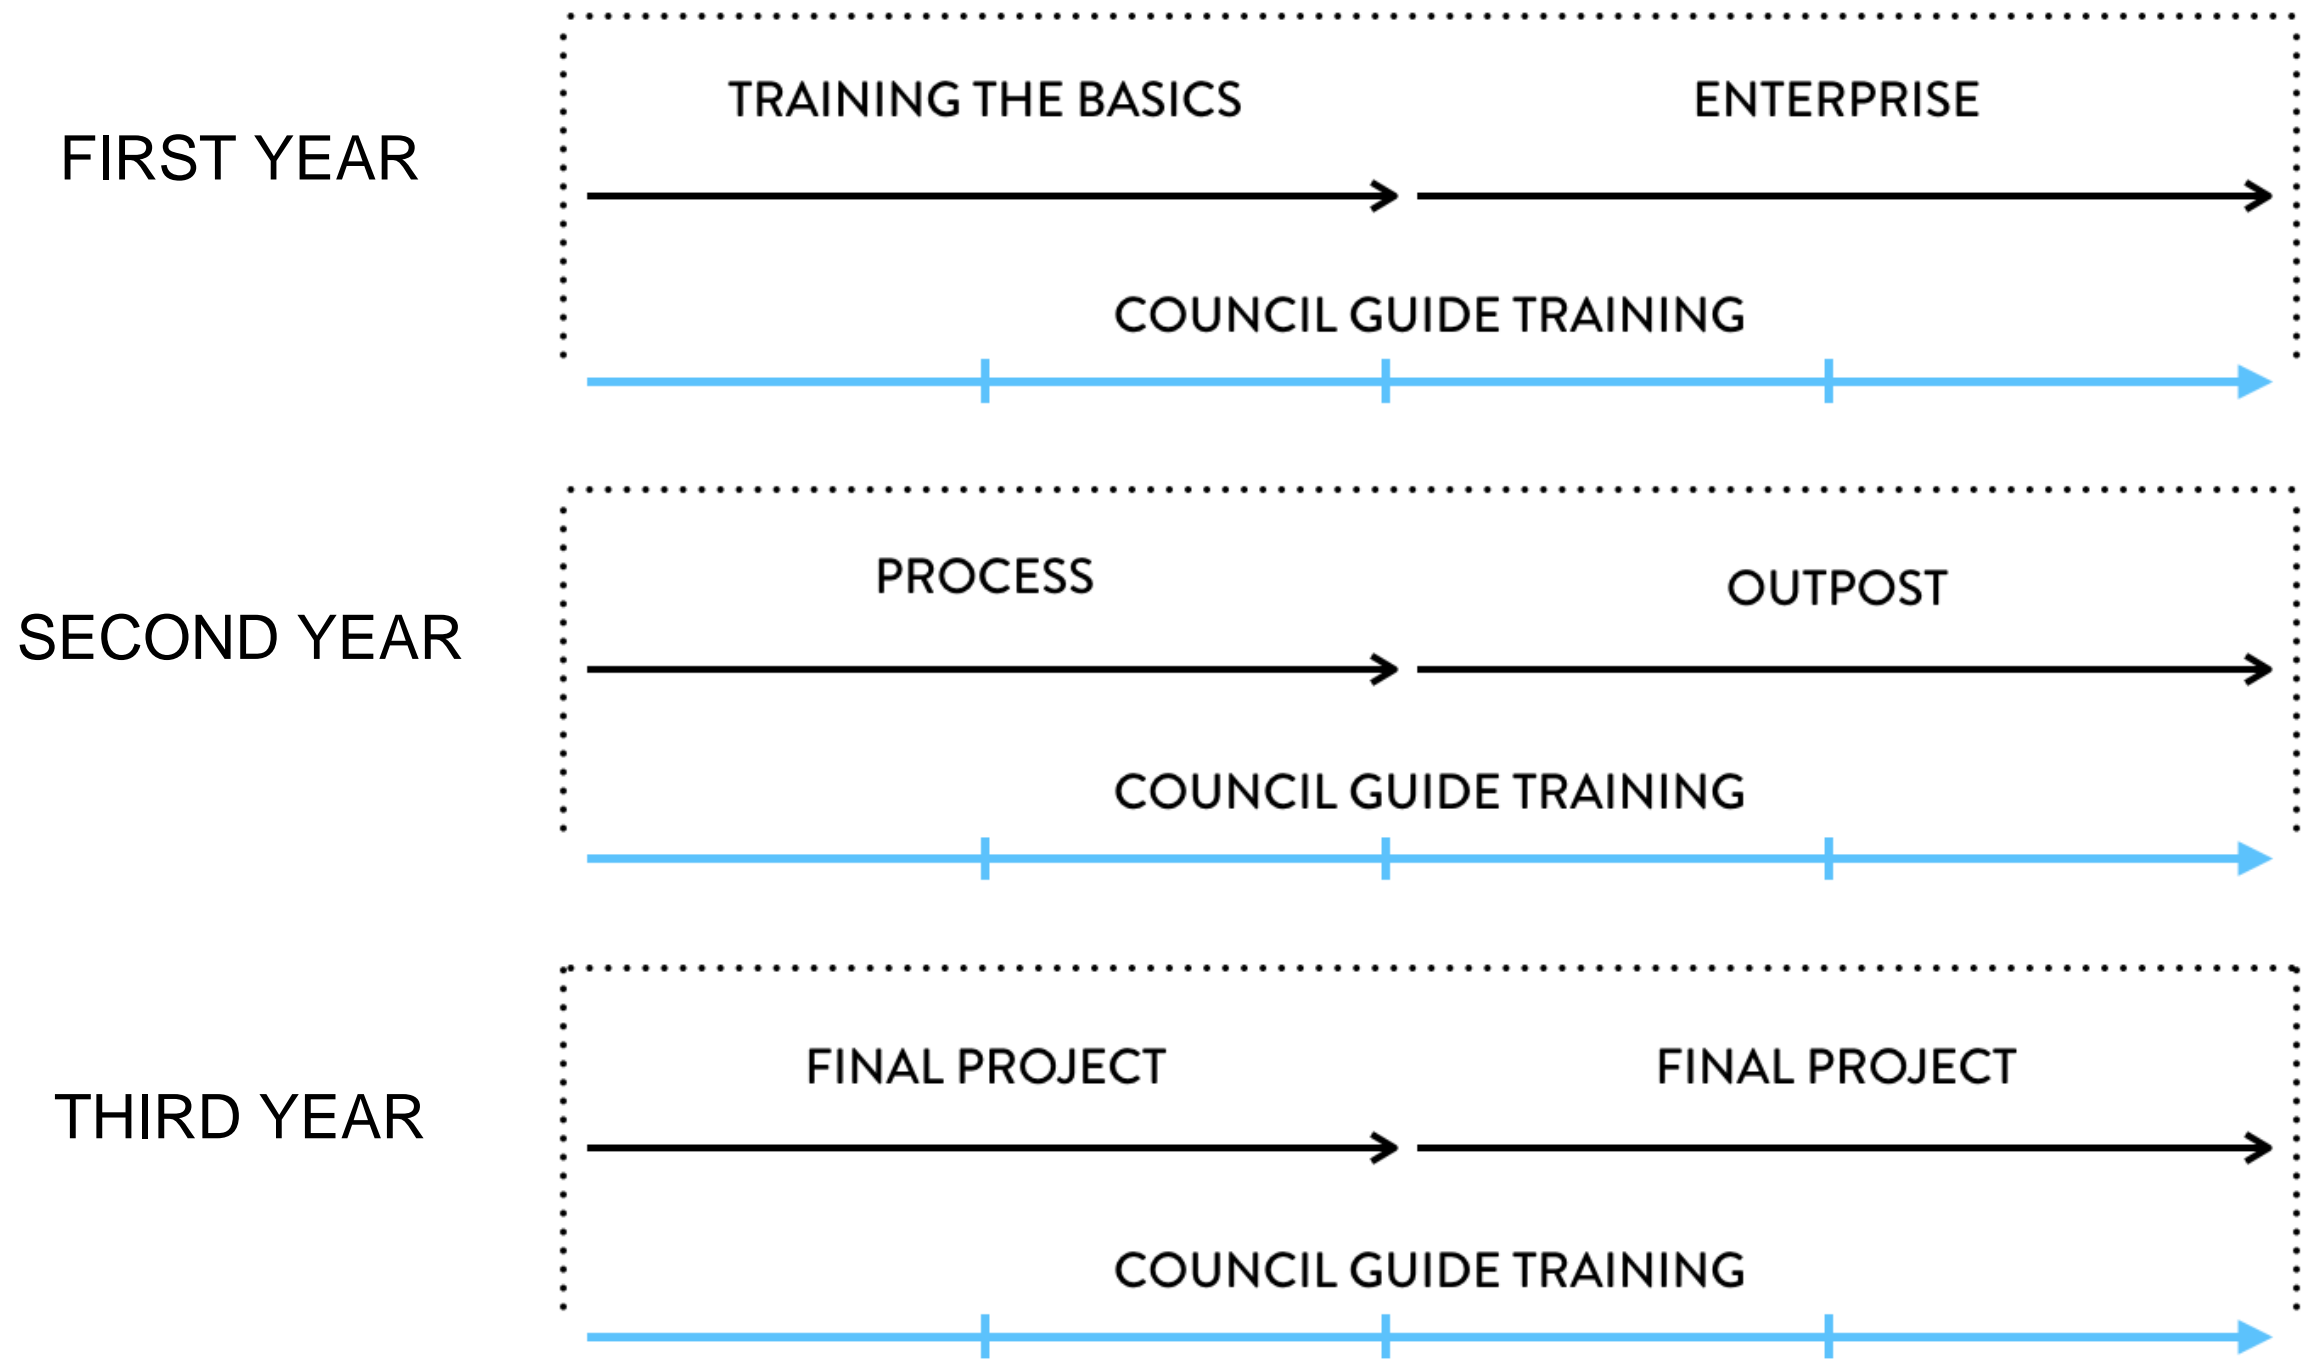 FIRST YEAR
TRAINING THE BASICS
ENTERPRISE
COUNCIL GUIDE TRAINING
SECOND YEAR
PROCESS
OUTPOST
COUNCIL GUIDE TRAINING
THIRD YEAR
FINAL PROJECT
FINAL PROJECT
COUNCIL GUIDE TRAINING